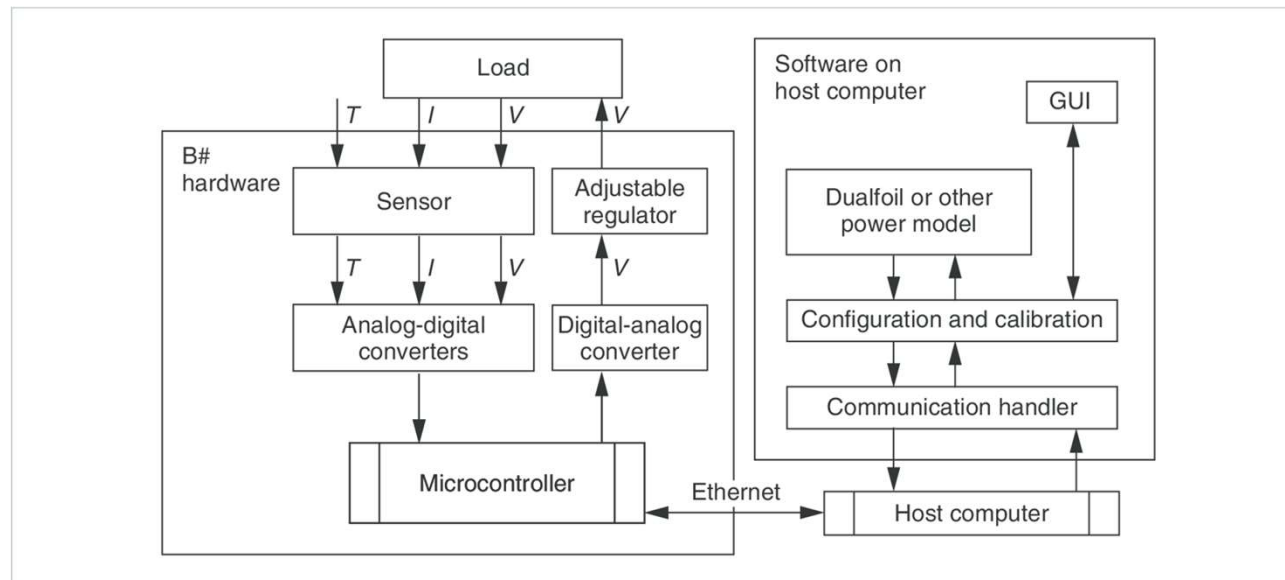 Load
T
I
V
V
B#
hardware
Sensor
Adjustable
regulator
T
I
V
V
Analog-digital
converters
Digital-analog
converter
Microcontroller
Ethernet
Software on
host computer
GUI
Dualfoil or other
power model
Configuration and calibration
Communication handler
Host computer